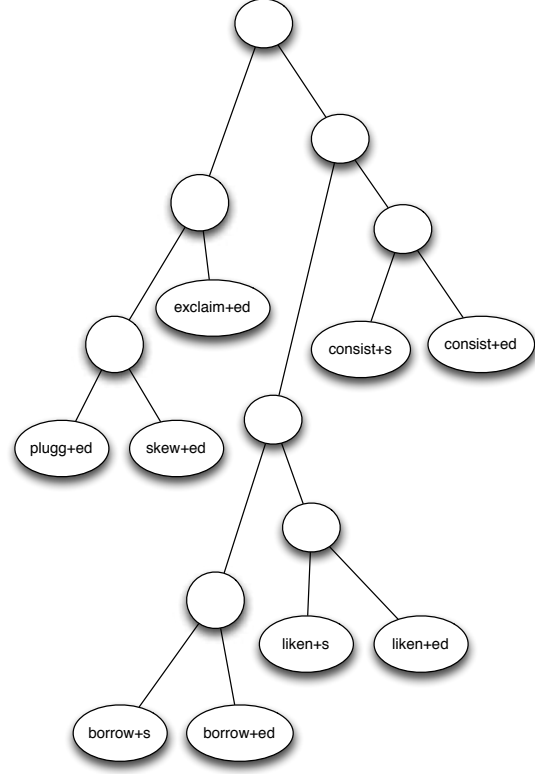 exclaim+ed
consist+s
consist+ed
plugg+ed
skew+ed
liken+s
liken+ed
borrow+s
borrow+ed